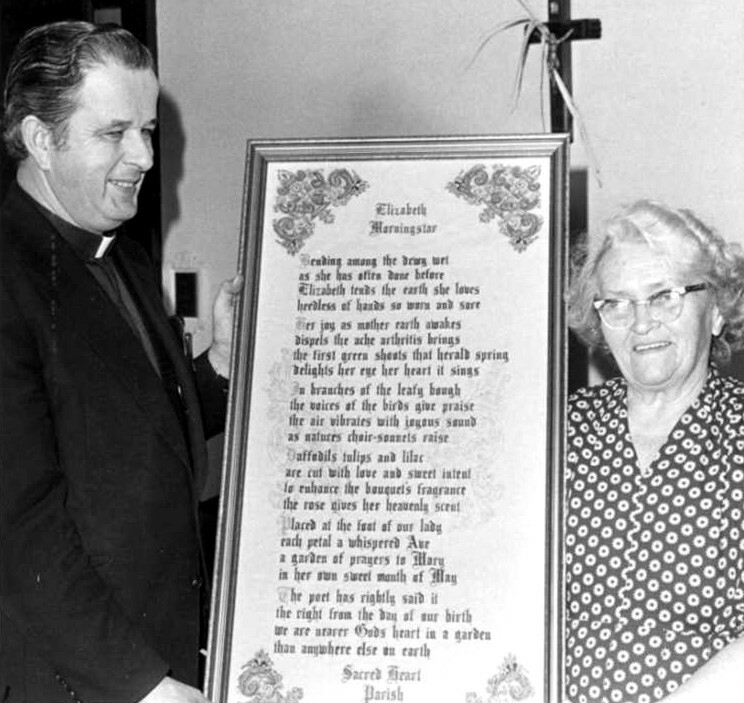 Elizabeth
Morningstar
Bending among the dewy wet
as she has often done before
Elizabeth tends the earth she loves
heedless of hands so worn and sore
Her joy as mother earth awakes
dispels the ache arthritis brings
the first green shoots that herald spring
delights her eye her heart it sings
In branches of the leafy bough
the voices of the birds give praise
the air vibrates with joyous sound
as natures choir-sonnets raise
Daffodils tulips and lilac
are cut with love and sweet intent
to enhance the bouquets fragrance
the rose gives her heavenly scent
Placed at the foot of our lady
each petal a whispered Ave
a garden of prayers to Mary
in her own sweet month of May
The poet has rightly said it
the right from the day of our birth
we are nearer Gods heart in a garden
than anywhere else on earth
Sacred Heart
Parish